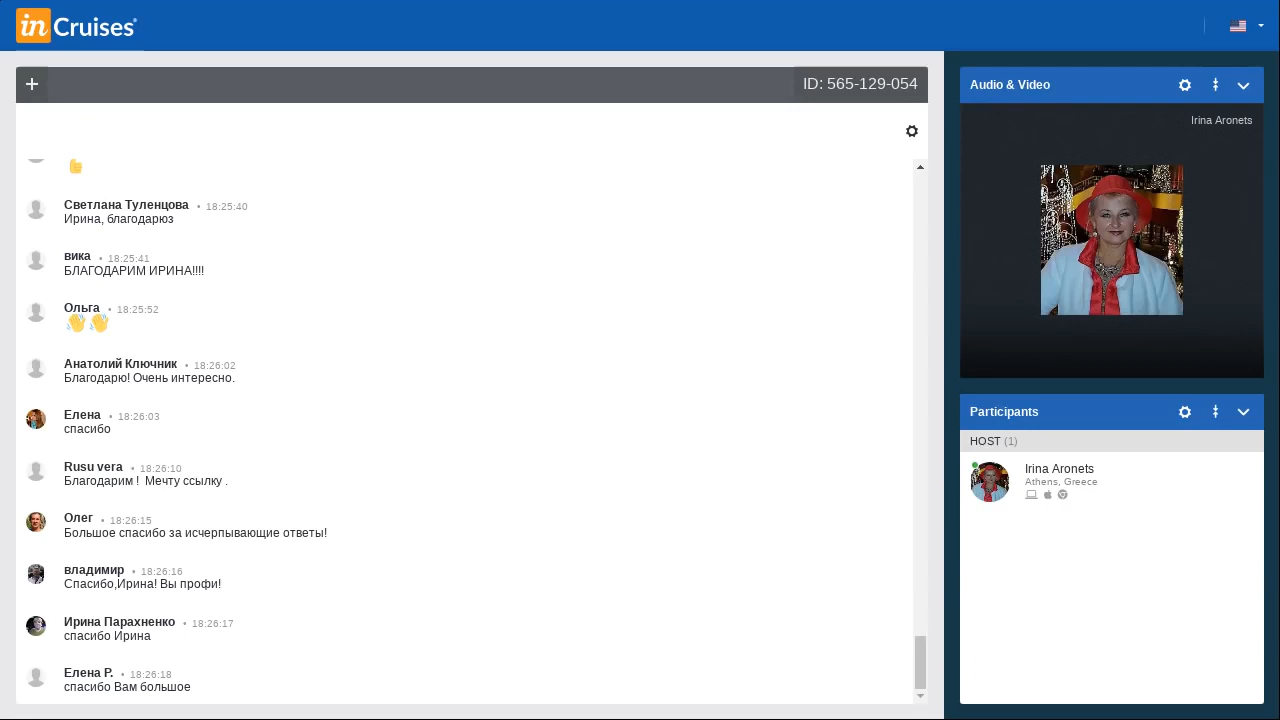 in Cruises®
ID: 565-129-054
Светлана Туленцова • 18:25:40
Ирина, благодарюз
вика • 18:25:41
БЛАГОДАРИМ ИРИНА!!!!
Ольга • 18:25:52
Анатолий Ключник • 18:26:02
Благодарю! Очень интересно.
Елена • 18:26:03
спасибо
Rusu vera • 18:26:10
Благодарим ! Мечту ссылку .
Олег • 18:26:15
Большое спасибо за исчерпывающие ответы!
владимир • 18:26:16
Спасибо,Ирина! Вы профи!
Ирина Парахненко • 18:26:17
спасибо Ирина
Елена Р. • 18:26:18
спасибо Вам большое
Audio & Video
Irina Aronets
Participants
HOST (1)
Irina Aronets
Athens, Greece